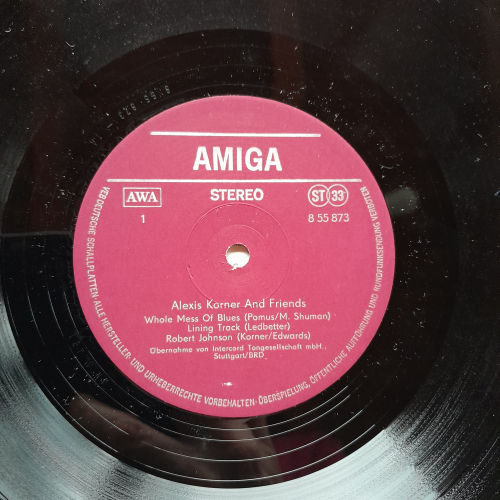 AMIGA
AWA
STEREO
ST 33
1
8 55 873
Alexis Korner And Friends
Whole Mess Of Blues (Pomus/M. Shuman)
Lining Track (Ledbetter)
Robert Johnson (Korner/Edwards)
Übernahme von Intercord Tongesellschaft mbH.,
Stuttgart/BRD
VEB DEUTSCHE SCHALLPLATTEN · ALLE HERSTELLER- UND URHEBERRECHTE VORBEHALTEN · ÜBERSPIELUNG, ÖFFENTLICHE AUFFÜHRUNG UND RUNDFUNKSENDUNG VERBOTEN